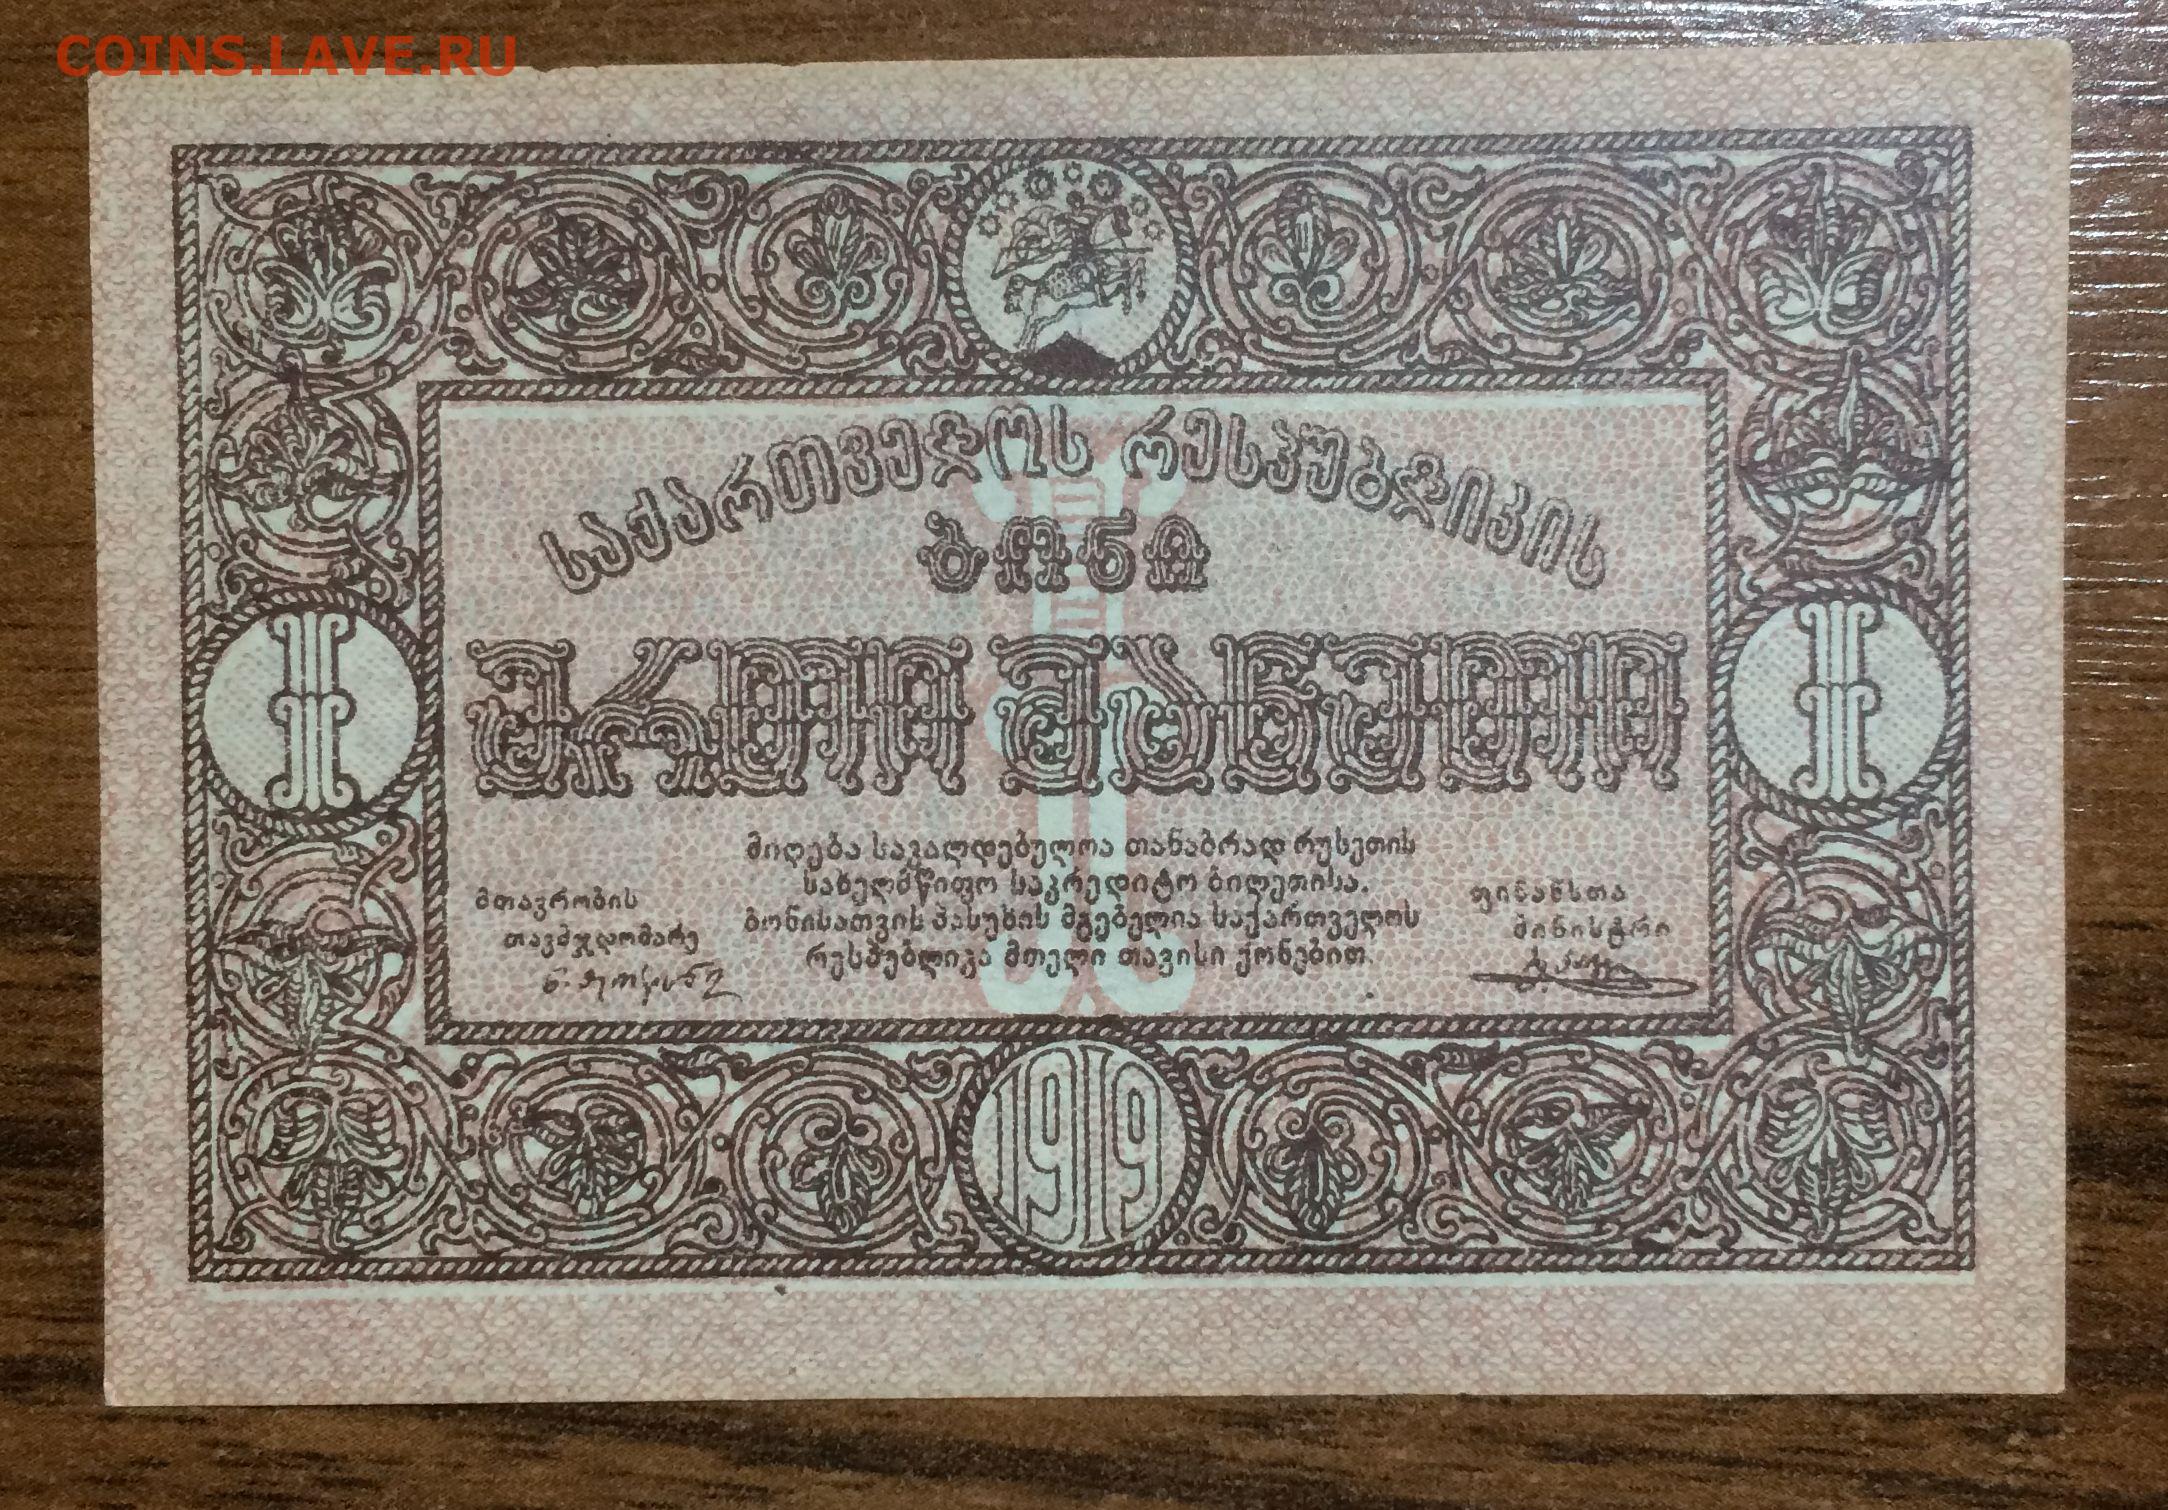 COINS.LAVE.RU
საქართველოს რესპუბლიკის
ბონი
ერთი მანეთი
I
I
მიღება სავალდებულოა თანაბრად რუსეთის
სახელმწიფო საკრედიტო ბილეთისა.
ბონისათვის პასუხის მგებელია საქართველოს
რესპუბლიკა მთელი თავისი ქონებით.
მთავრობის
თავმჯდომარე
ფინანსთა
მინისტრი
1919